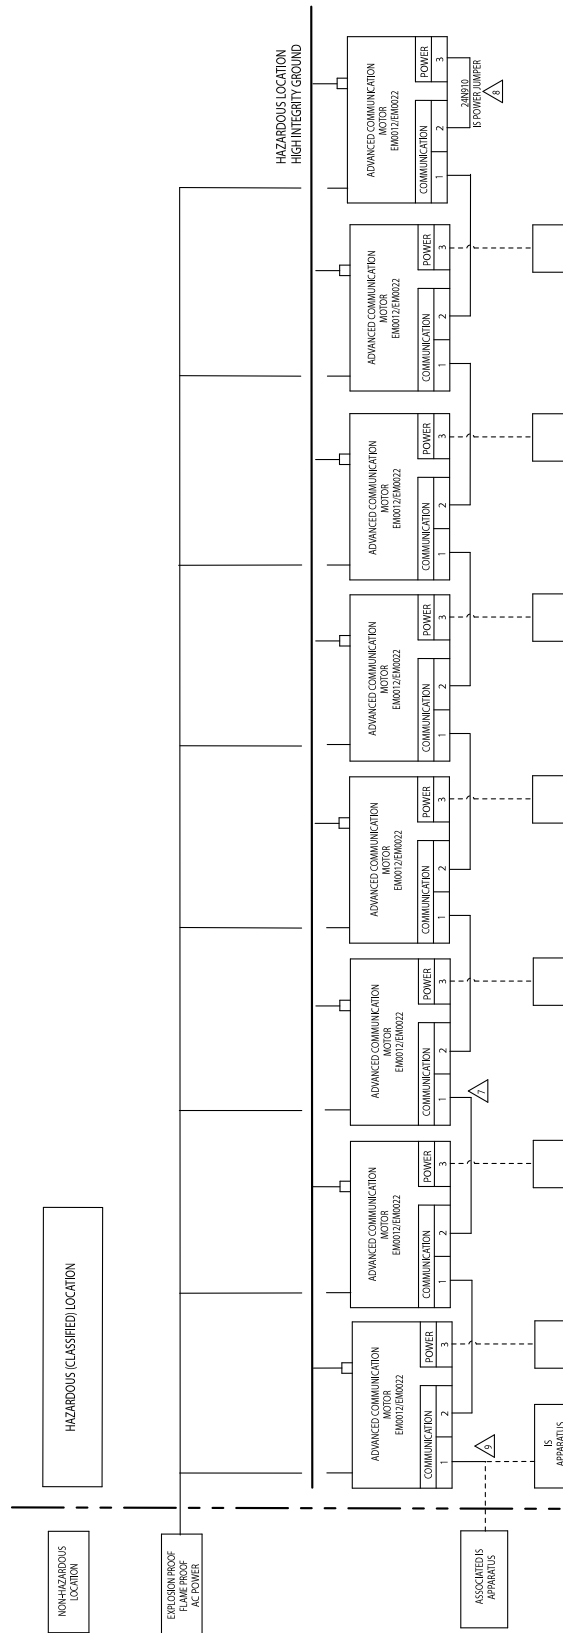 NON-HAZARDOUS
LOCATION
HAZARDOUS (CLASSIFIED) LOCATION
EXPLOSION PROOF
FLAME PROOF
AC POWER
HAZARDOUS LOCATION
HIGH INTEGRITY GROUND
ADVANCED COMMUNICATION
MOTOR
EM0012/EM0022
COMMUNICATION
POWER
1 2 3
ADVANCED COMMUNICATION
MOTOR
EM0012/EM0022
COMMUNICATION
POWER
1 2 3
ADVANCED COMMUNICATION
MOTOR
EM0012/EM0022
COMMUNICATION
POWER
1 2 3
ADVANCED COMMUNICATION
MOTOR
EM0012/EM0022
COMMUNICATION
POWER
1 2 3
ADVANCED COMMUNICATION
MOTOR
EM0012/EM0022
COMMUNICATION
POWER
1 2 3
ADVANCED COMMUNICATION
MOTOR
EM0012/EM0022
COMMUNICATION
POWER
1 2 3
ADVANCED COMMUNICATION
MOTOR
EM0012/EM0022
COMMUNICATION
POWER
1 2 3
ADVANCED COMMUNICATION
MOTOR
EM0012/EM0022
COMMUNICATION
POWER
1 2 3
24N910
IS POWER JUMPER
8
7
9
ASSOCIATED IS
APPARATUS
IS
APPARATUS